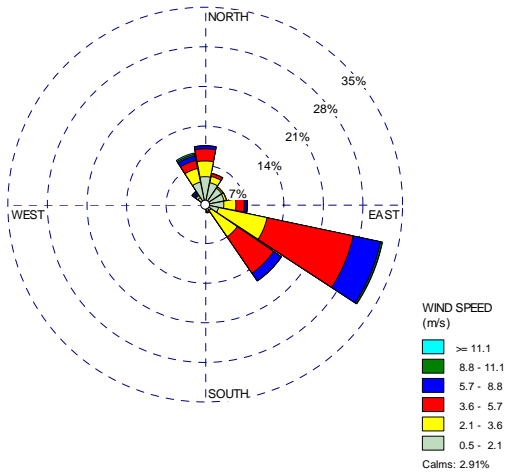 NORTH
35%
28%
21%
14%
7%
WEST
EAST
SOUTH
WIND SPEED
(m/s)
>= 11.1
8.8 - 11.1
5.7 - 8.8
3.6 - 5.7
2.1 - 3.6
0.5 - 2.1
Calms: 2.91%